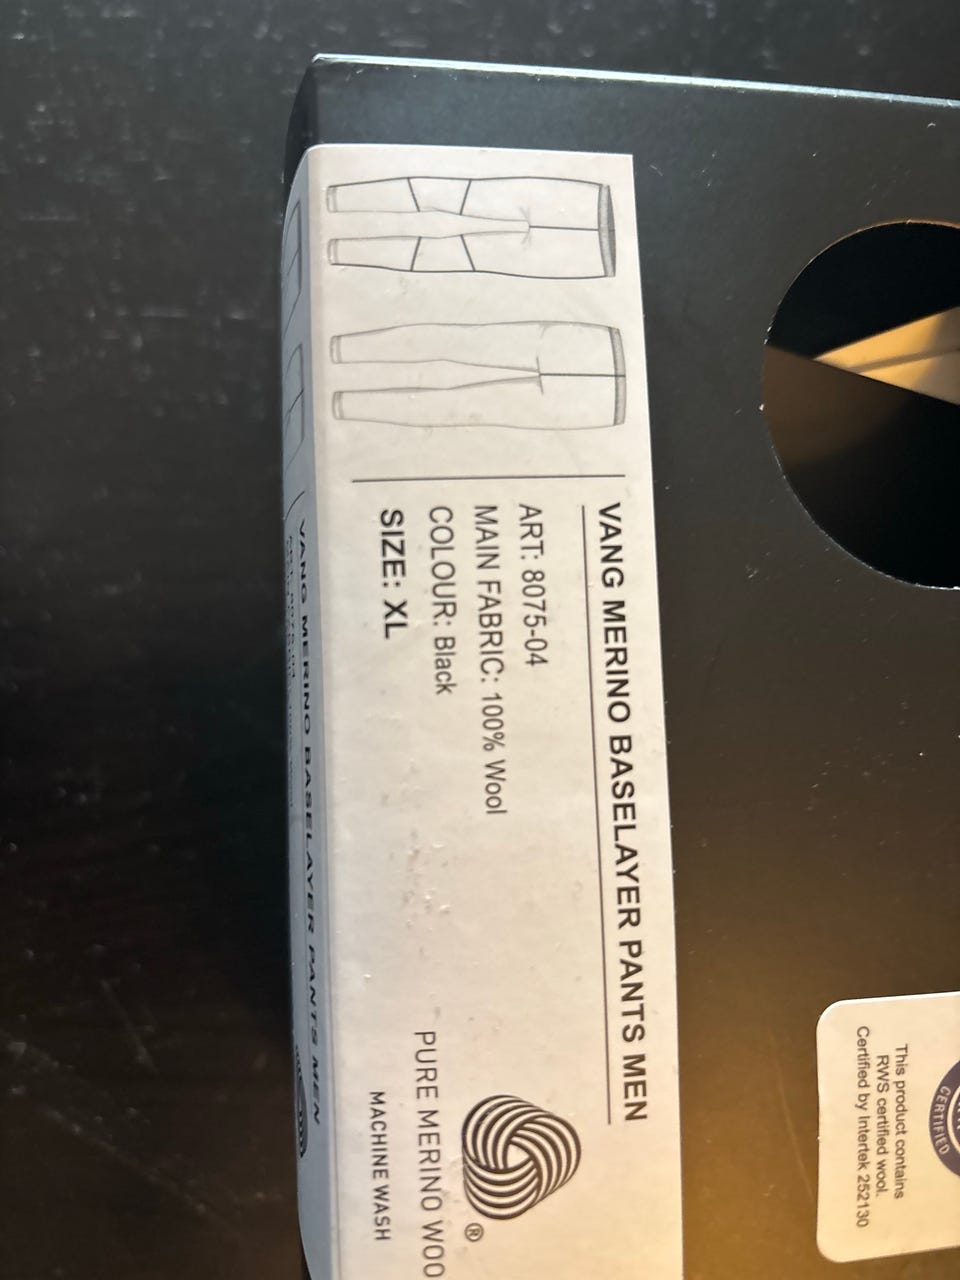 VANG MERINO BASELAYER PANTS MEN
ART: 8075-04
MAIN FABRIC: 100% Wool
COLOUR: Black
SIZE: XL
®
PURE MERINO WOO
MACHINE WASH
This product contains
RWS certified wool.
Certified by Intertek 252130
CERTIFIED
VANG MERINO BASELAYER PANTS MEN